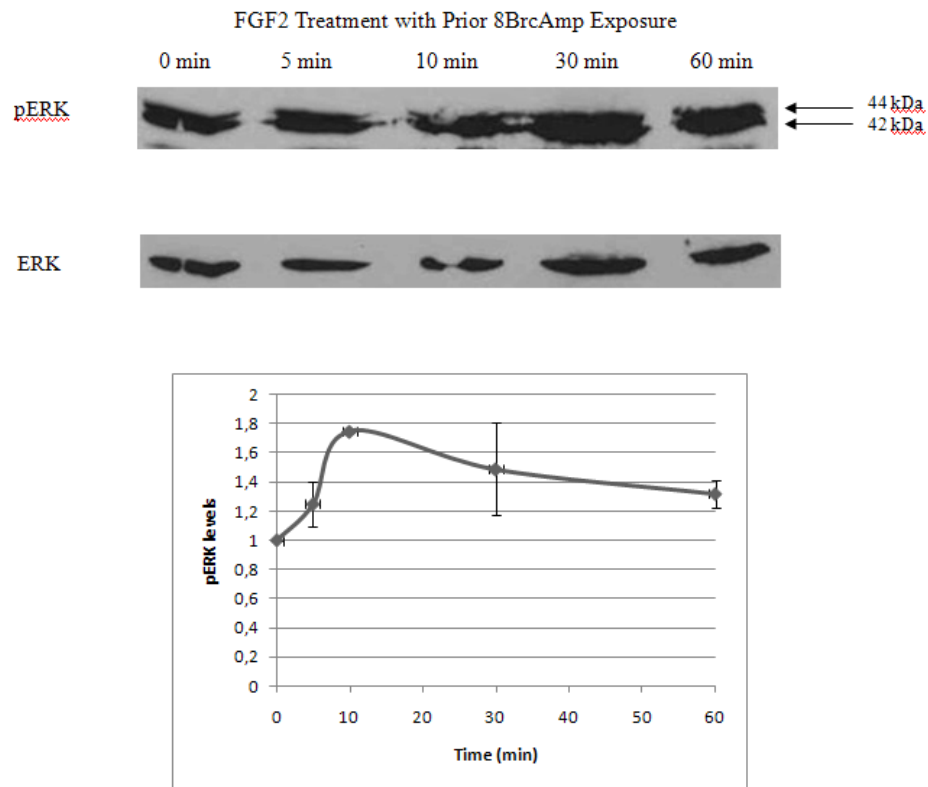 FGF2 Treatment with Prior 8BrcAmp Exposure
0 min 5 min 10 min 30 min 60 min
pERK
44 kDa
42 kDa
ERK
2
1,8
1,6
1,4
1,2
1
0,8
0,6
0,4
0,2
0
pERK levels
0 10 20 30 40 50 60
Time (min)